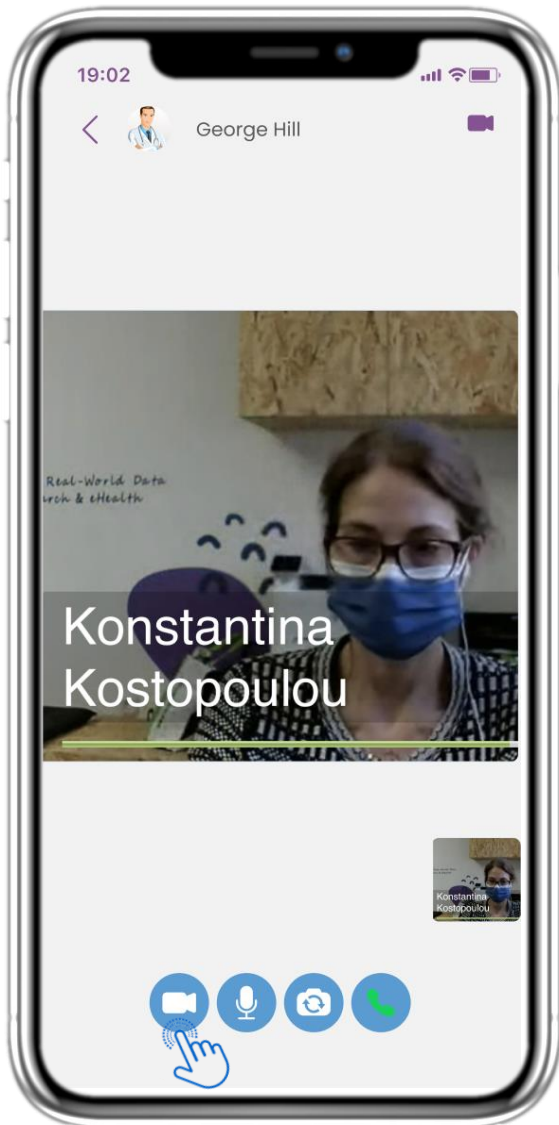 19:02
George Hill
Real-World Data
rch & eHealth
Konstantina
Kostopoulou
Konstantina
Kostopoulou